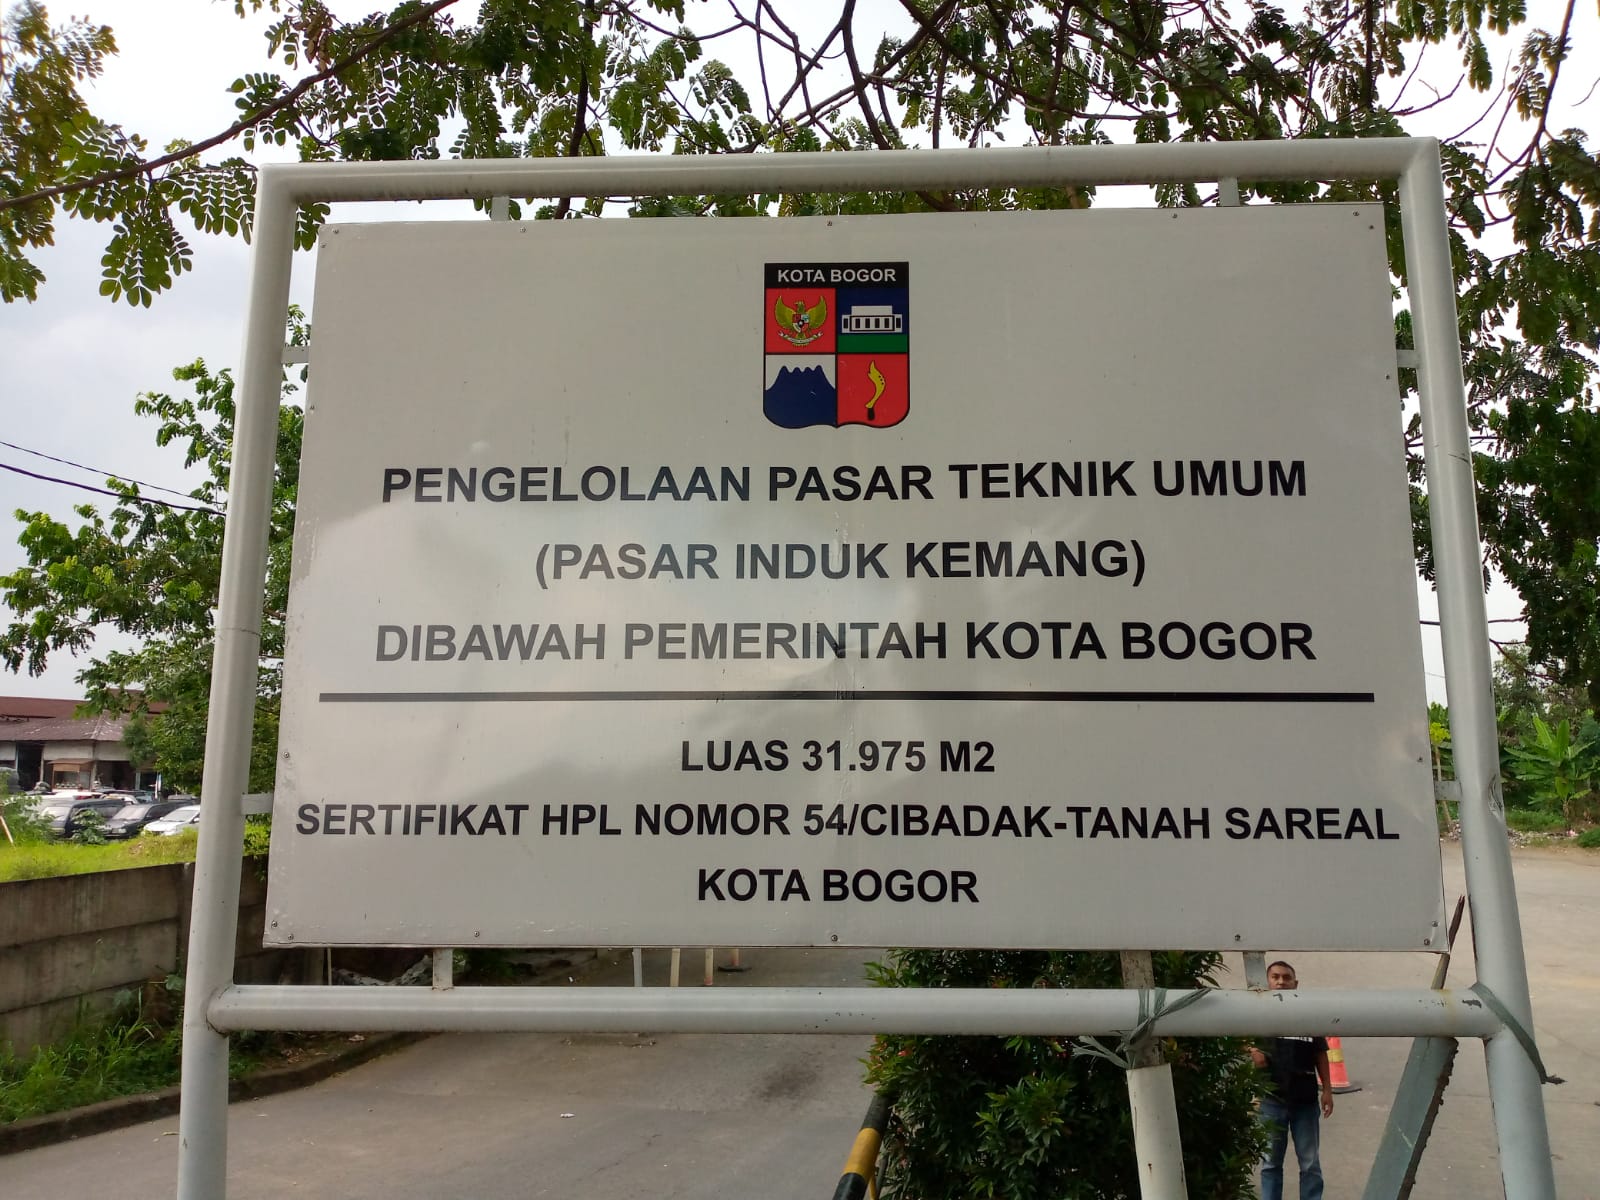 KOTA BOGOR
PENGELOLAAN PASAR TEKNIK UMUM
(PASAR INDUK KEMANG)
DIBAWAH PEMERINTAH KOTA BOGOR
LUAS 31.975 M2
SERTIFIKAT HPL NOMOR 54/CIBADAK-TANAH SAREAL
KOTA BOGOR